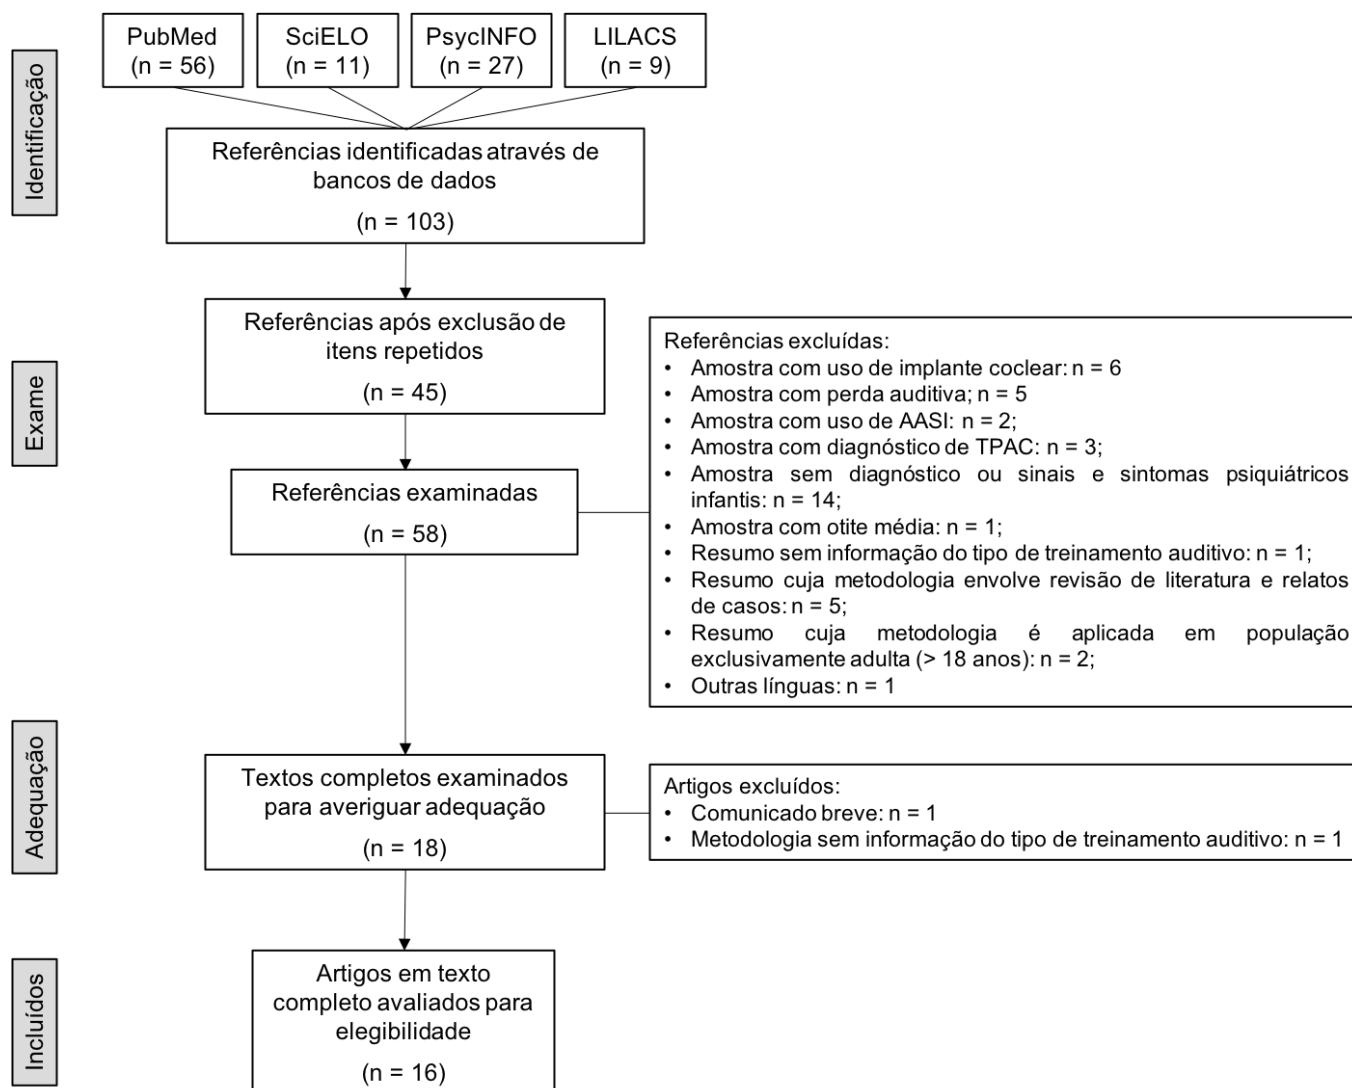 PubMed
(n = 56)
SciELO
(n = 11)
PsycINFO
(n = 27)
LILACS
(n = 9)
Identificação
Referências identificadas através de
bancos de dados
(n = 103)
Referências após exclusão de
itens repetidos
(n = 45)
Exame
Referências examinadas
(n = 58)
Referências excluídas:
• Amostra com uso de implante coclear: n = 6
• Amostra com perda auditiva; n = 5
• Amostra com uso de AASI: n = 2;
• Amostra com diagnóstico de TPAC: n = 3;
• Amostra sem diagnóstico ou sinais e sintomas psiquiátricos
infantis: n = 14;
• Amostra com otite média: n = 1;
• Resumo sem informação do tipo de treinamento auditivo: n = 1;
• Resumo cuja metodologia envolve revisão de literatura e relatos
de casos: n = 5;
• Resumo cuja metodologia é aplicada em população
exclusivamente adulta (> 18 anos): n = 2;
• Outras línguas: n = 1
Adequação
Textos completos examinados
para averiguar adequação
(n = 18)
Artigos excluídos:
• Comunicado breve: n = 1
• Metodologia sem informação do tipo de treinamento auditivo: n = 1
Incluídos
Artigos em texto
completo avaliados para
elegibilidade
(n = 16)